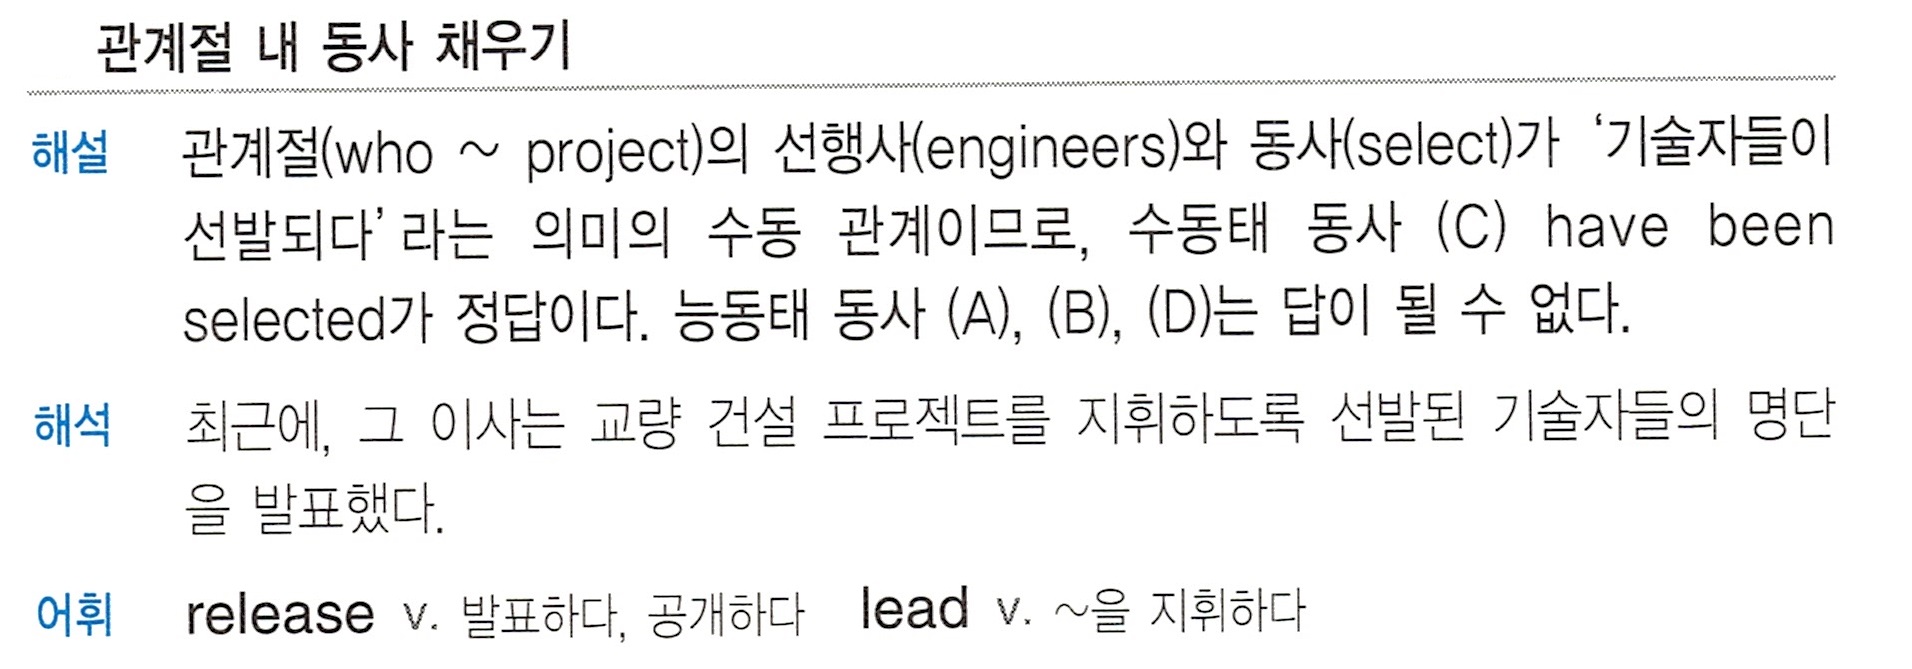 관계절 내 동사 채우기
해설 관계절(who ~ project)의 선행사(engineers)와 동사(select)가 ‘기술자들이
선발되다’라는 의미의 수동 관계이므로, 수동태 동사 (C) have been
selected가 정답이다. 능동태 동사 (A), (B), (D)는 답이 될 수 없다.
해석 최근에, 그 이사는 교량 건설 프로젝트를 지휘하도록 선발된 기술자들의 명단
을 발표했다.
어휘 release v. 발표하다, 공개하다 lead v. ~을 지휘하다